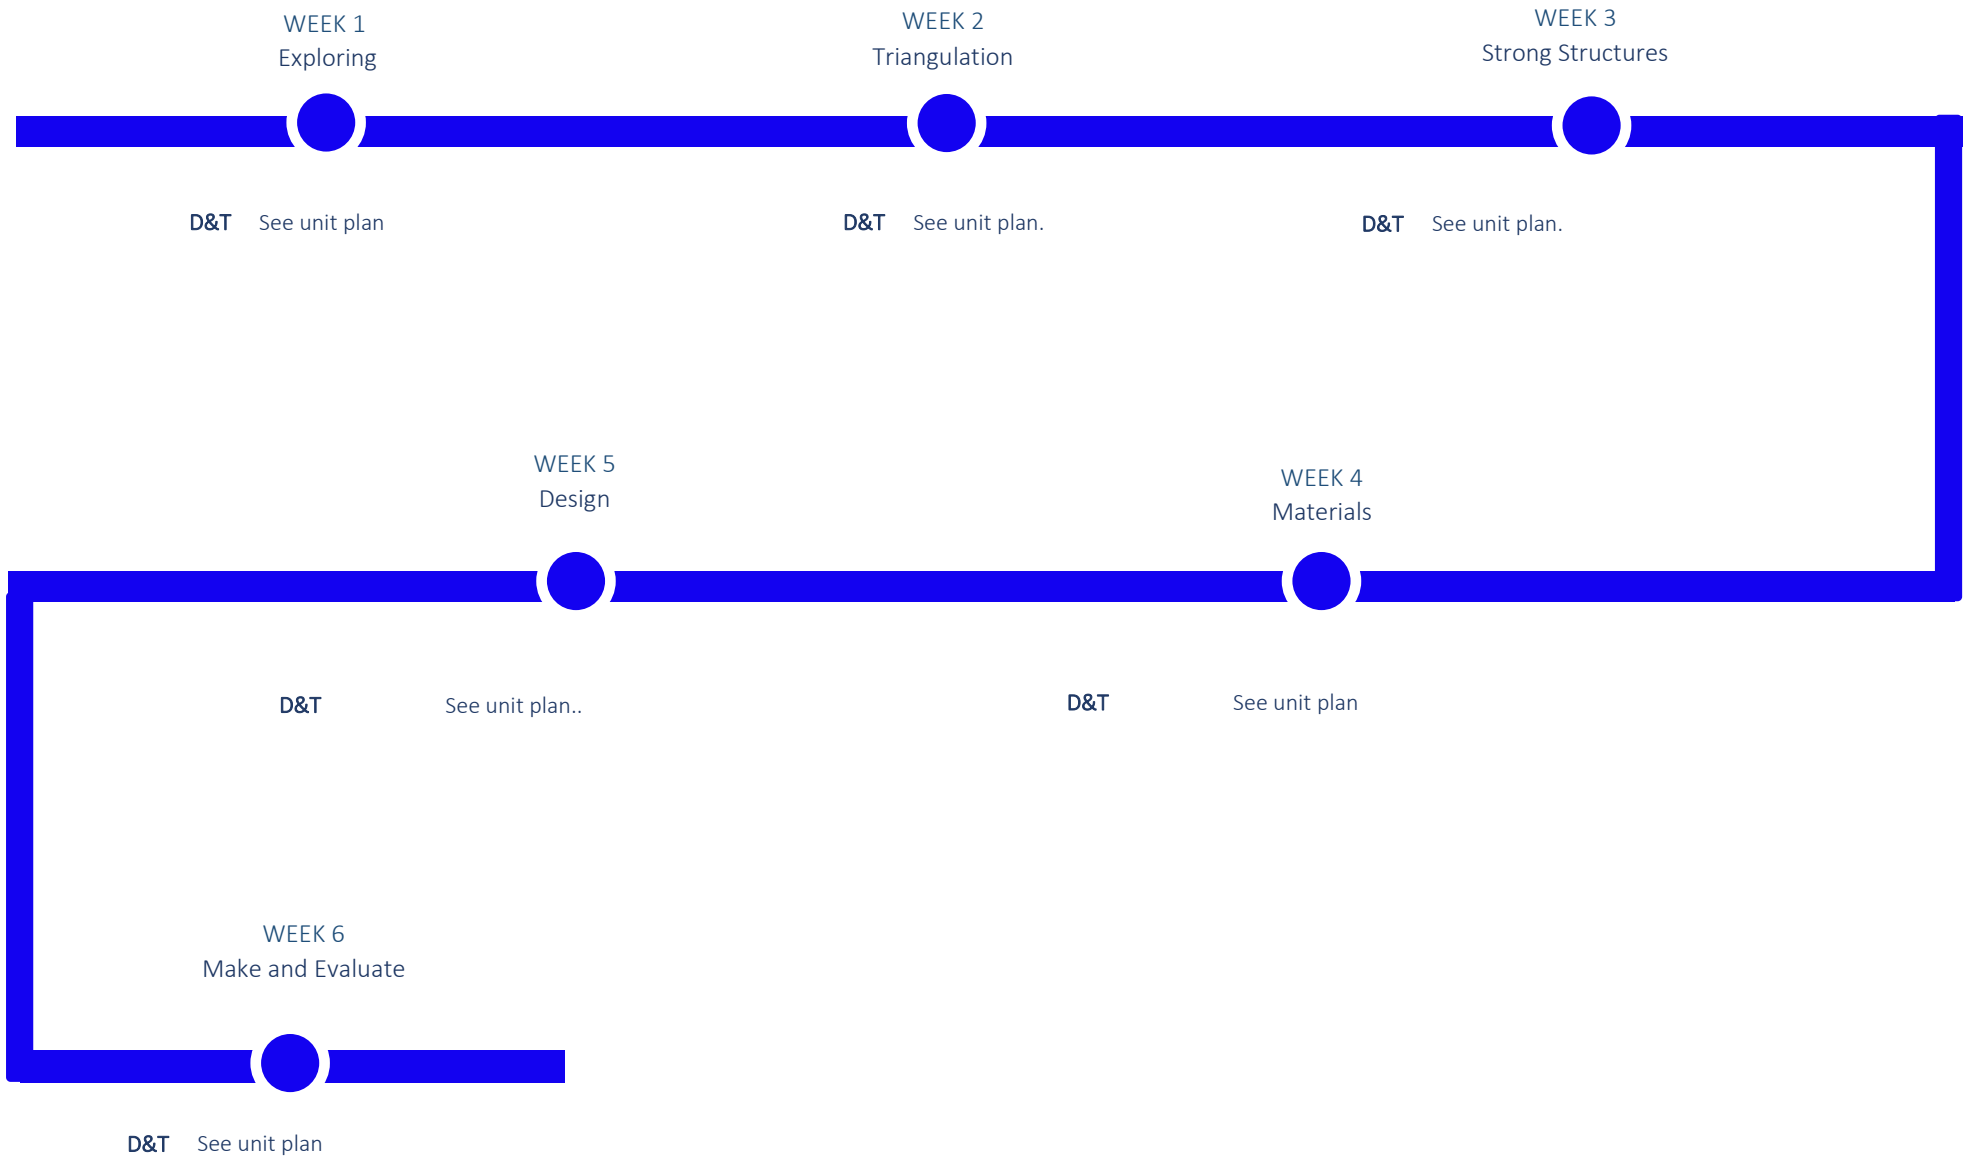 WEEK 1
Exploring
D&T See unit plan
WEEK 2
Triangulation
D&T See unit plan.
WEEK 3
Strong Structures
D&T See unit plan.
WEEK 4
Materials
D&T See unit plan
WEEK 5
Design
D&T See unit plan..
WEEK 6
Make and Evaluate
D&T See unit plan